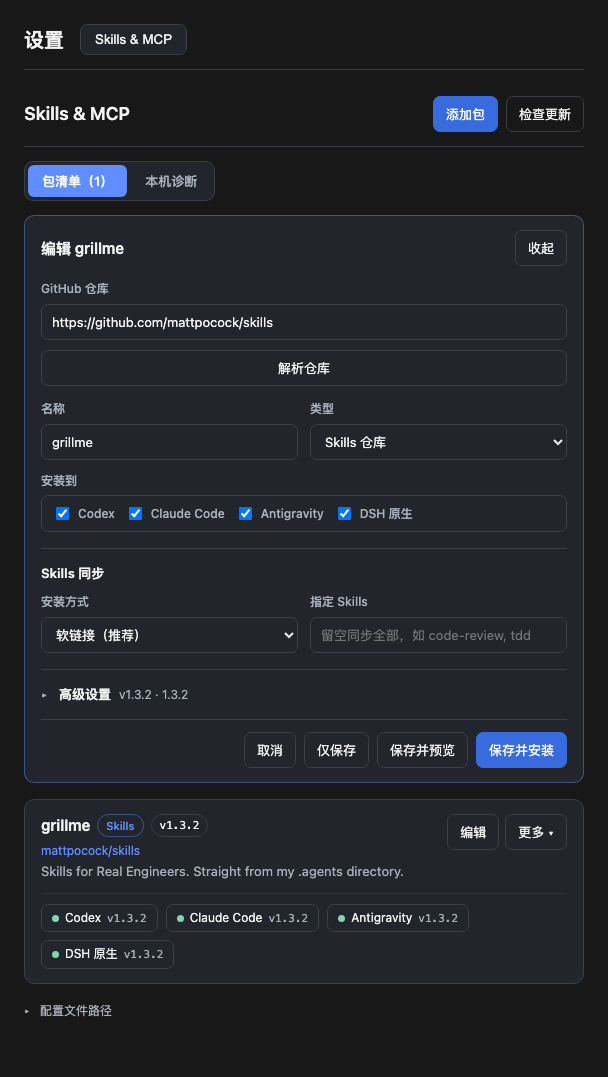 设置 Skills & MCP
Skills & MCP 添加包 检查更新
包清单（1） 本机诊断
编辑 grillme 收起
GitHub 仓库
https://github.com/mattpocock/skills
解析仓库
名称 类型
grillme Skills 仓库
安装到
Codex Claude Code Antigravity DSH 原生
Skills 同步
安装方式 指定 Skills
软链接（推荐） 留空同步全部，如 code-review, tdd
▸ 高级设置 v1.3.2 · 1.3.2
取消 仅保存 保存并预览 保存并安装
grillme Skills v1.3.2 编辑 更多 ▾
mattpocock/skills
Skills for Real Engineers. Straight from my .agents directory.
Codex v1.3.2 Claude Code v1.3.2 Antigravity v1.3.2
DSH 原生 v1.3.2
▸ 配置文件路径